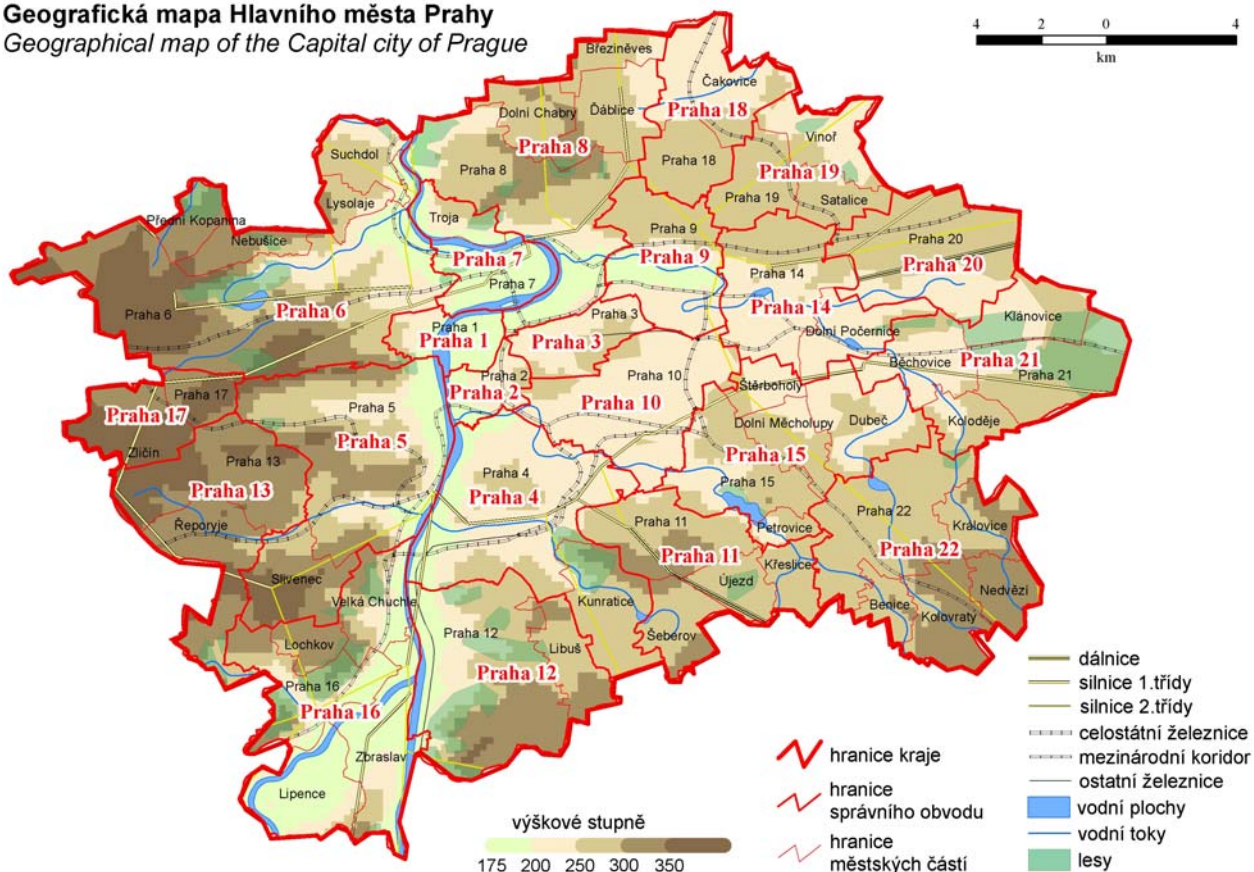 Geografická mapa Hlavního města Prahy
Geographical map of the Capital city of Prague
4 2 0 4
km
Březiněves
Čakovice
Dolní Chabry
Ďáblice
Praha 18
Vinoř
Praha 8
Suchdol
Praha 18
Praha 8
Praha 19
Praha 19
Satalice
Lysolaje
Přední Kopanina
Troja
Nebušice
Praha 9
Praha 20
Praha 7
Praha 9
Praha 20
Praha 14
Praha 7
Praha 6
Praha 6
Praha 14
Praha 3
Klánovice
Praha 1
Praha 1
Praha 3
Dolní Počernice
Běchovice
Praha 21
Praha 2
Praha 10
Praha 21
Štěrboholy
Praha 17
Praha 2
Praha 17
Praha 5
Praha 10
Dolní Měcholupy
Dubeč
Koloděje
Praha 5
Zličín
Praha 15
Praha 13
Praha 4
Praha 13
Praha 4
Praha 15
Praha 22
Řeporyje
Praha 11
Petrovice
Královice
Praha 11
Praha 22
Křeslice
Slivenec
Újezd
Nedvězí
Velká Chuchle
Kunratice
Benice
Kolovraty
Praha 12
Šeberov
Lochkov
Libuš
Praha 12
Praha 16
Praha 16
Zbraslav
Lipence
výškové stupně
175 200 250 300 350
hranice kraje
hranice
správního obvodu
hranice
městských částí
dálnice
silnice 1.třídy
silnice 2.třídy
celostátní železnice
mezinárodní koridor
ostatní železnice
vodní plochy
vodní toky
lesy